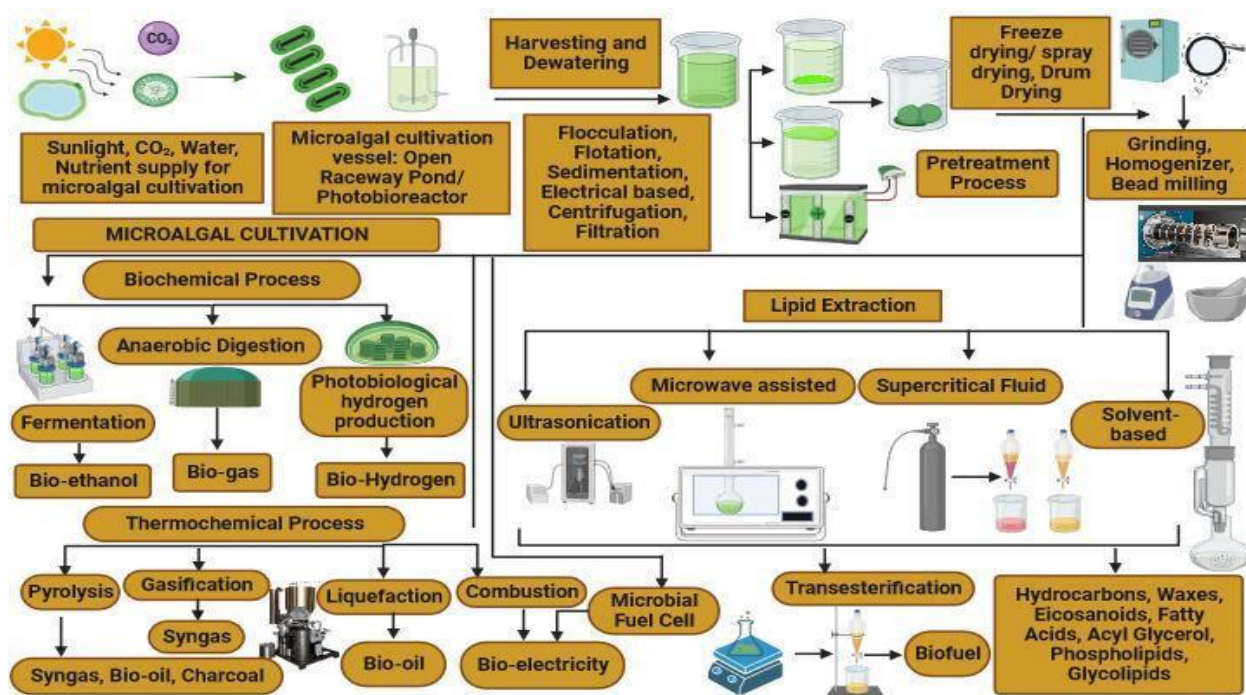 CO₂
Harvesting and
Dewatering
Freeze
drying/ spray
drying, Drum
Drying
Sunlight, CO₂, Water,
Nutrient supply for
microalgal cultivation
Microalgal cultivation
vessel: Open
Raceway Pond/
Photobioreactor
Flocculation,
Flotation,
Sedimentation,
Electrical based,
Centrifugation,
Filtration
Pretreatment
Process
Grinding,
Homogenizer,
Bead milling
MICROALGAL CULTIVATION
Biochemical Process
Anaerobic Digestion
Photobiological
hydrogen
production
Fermentation
Bio-ethanol
Bio-gas
Bio-Hydrogen
Lipid Extraction
Ultrasonication
Microwave assisted
Supercritical Fluid
Solvent-
based
Thermochemical Process
Pyrolysis
Gasification
Liquefaction
Combustion
Microbial
Fuel Cell
Syngas
Syngas, Bio-oil, Charcoal
Bio-oil
Bio-electricity
Transesterification
Biofuel
Hydrocarbons, Waxes,
Eicosanoids, Fatty
Acids, Acyl Glycerol,
Phospholipids,
Glycolipids